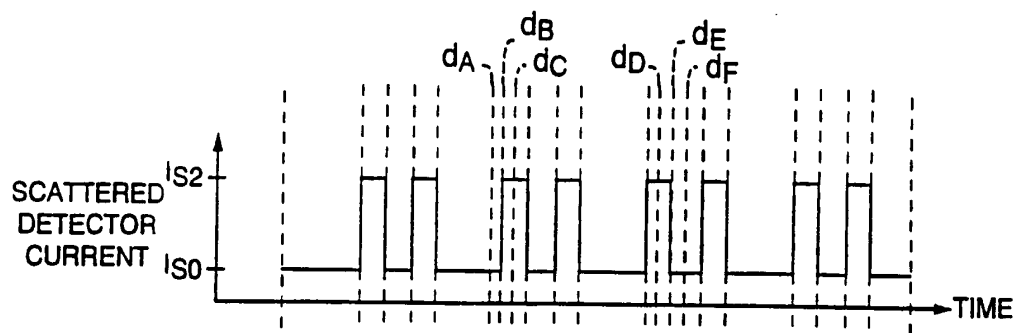 dB
dE
dA
dC
dD
dF
SCATTERED
DETECTOR
CURRENT
IS2
IS0
TIME